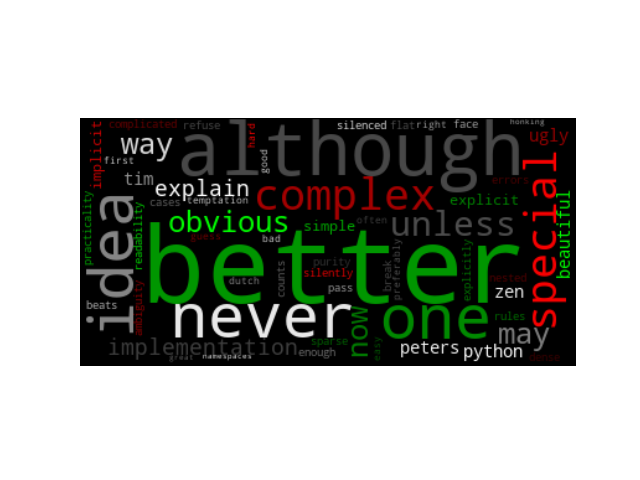 complicated
refuse
although
silenced
flat
right
face
honking
implicit
way
hard
good
ugly
first
errors
tim
explain
complex
special
cases
temptation
explicit
beautiful
practicality
idea
readability
obvious
simple
often
unless
guess
bad
better
purity
silently
preferably
explicitly
nested
dutch
counts
break
pass
zen
beats
ambiguity
never
one
now
rules
may
implementation
sparse
enough
easy
peters
python
great
namespaces
dense